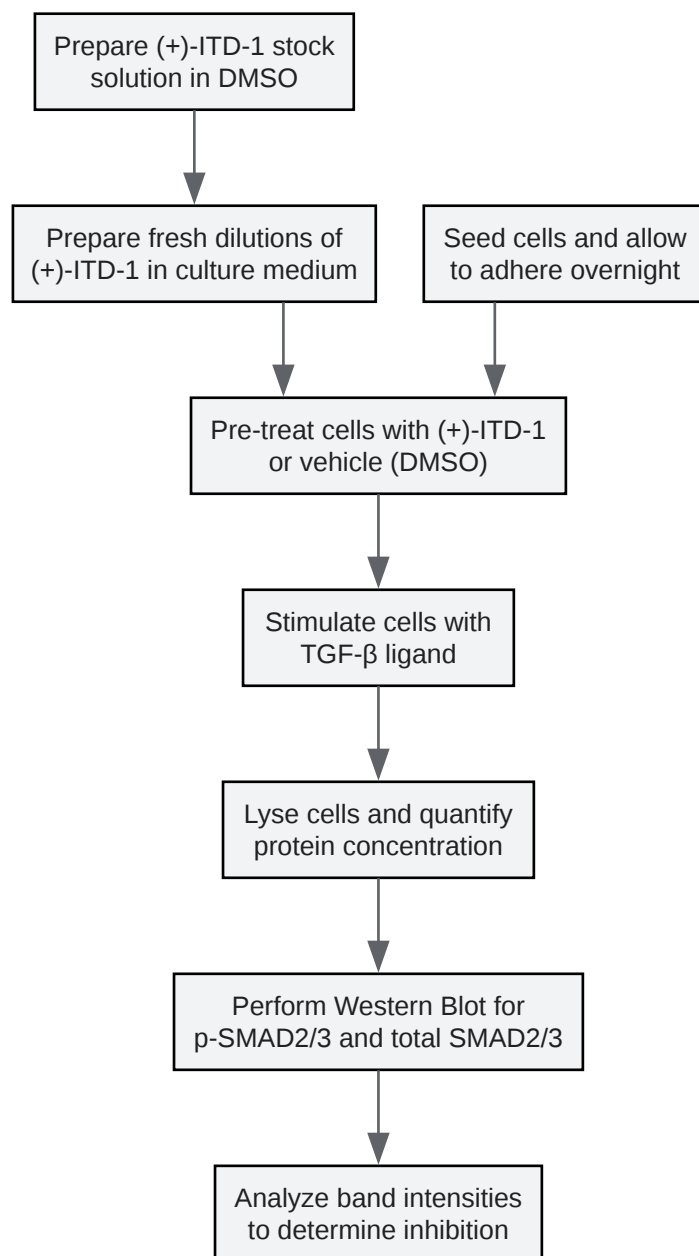 Prepare (+)-ITD-1 stock
solution in DMSO
Prepare fresh dilutions of
(+)-ITD-1 in culture medium
Seed cells and allow
to adhere overnight
Pre-treat cells with (+)-ITD-1
or vehicle (DMSO)
Stimulate cells with
TGF-β ligand
Lyse cells and quantify
protein concentration
Perform Western Blot for
p-SMAD2/3 and total SMAD2/3
Analyze band intensities
to determine inhibition